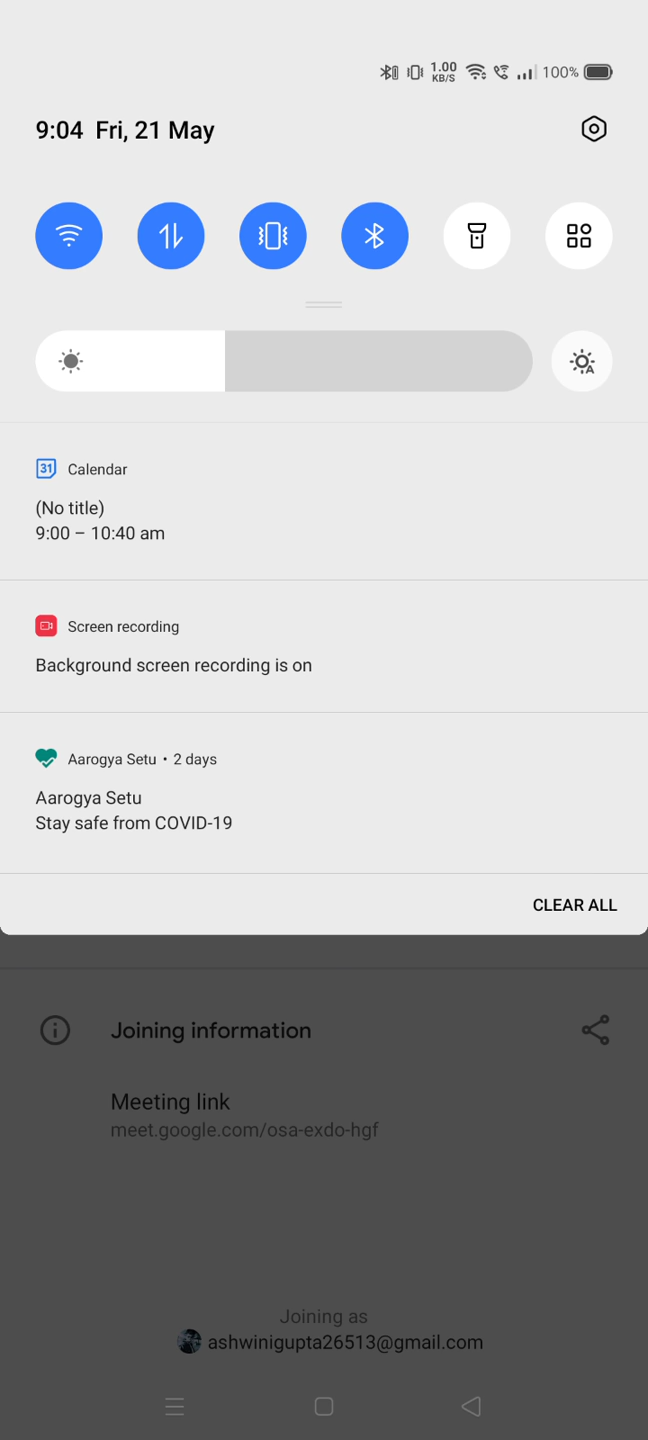 1.00
KB/S
100%
9:04 Fri, 21 May
A
31 Calendar
(No title)
9:00 – 10:40 am
Screen recording
Background screen recording is on
Aarogya Setu • 2 days
Aarogya Setu
Stay safe from COVID-19
CLEAR ALL
Joining information
Meeting link
meet.google.com/osa-exdo-hgf
Joining as
ashwinigupta26513@gmail.com